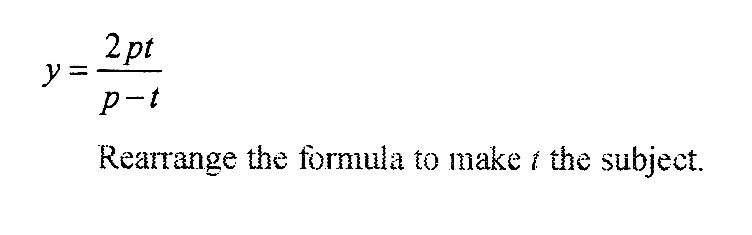 y = 2pt / p − t
Rearrange the formula to make t the subject.